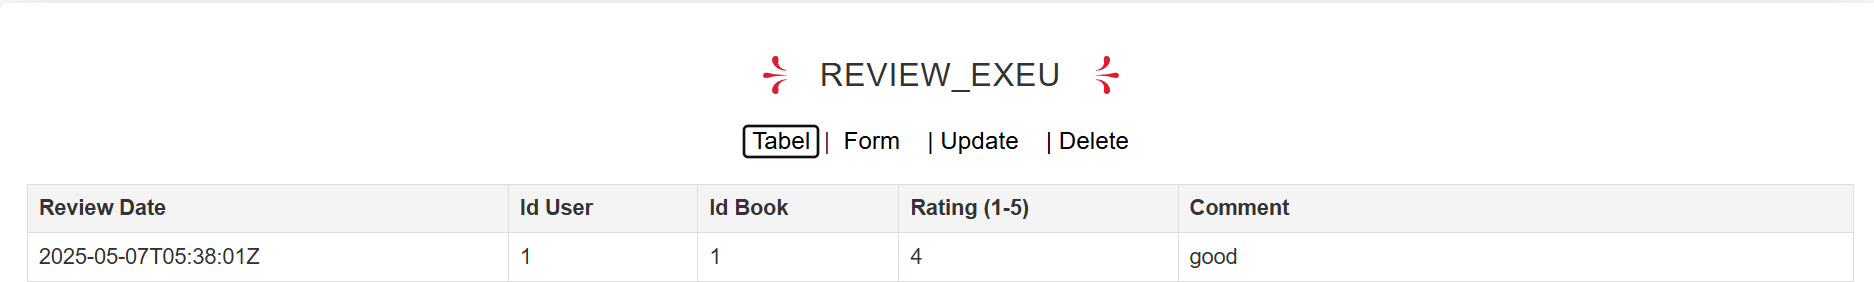 REVIEW_EXEU
Tabel | Form | Update | Delete
Review Date Id User Id Book Rating (1-5) Comment
2025-05-07T05:38:01Z 1 1 4 good